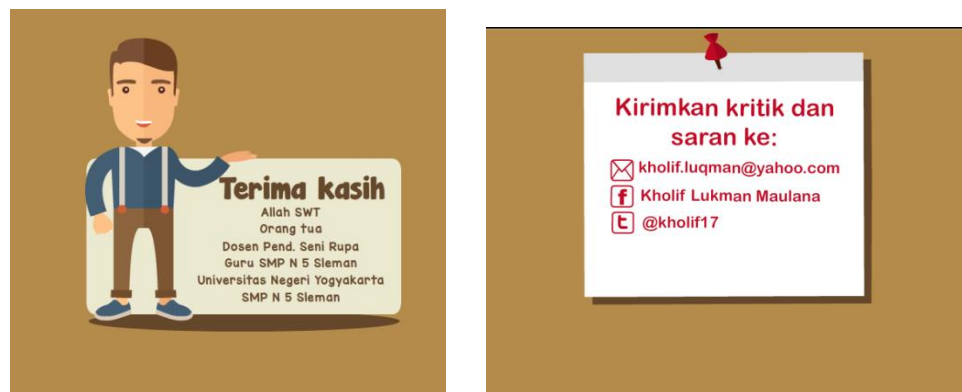 Terima kasih
Allah SWT
Orang tua
Dosen Pend. Seni Rupa
Guru SMP N 5 Sleman
Universitas Negeri Yogyakarta
SMP N 5 Sleman
Kirimkan kritik dan
saran ke:
kholif.luqman@yahoo.com
f Kholif Lukman Maulana
t @kholif17